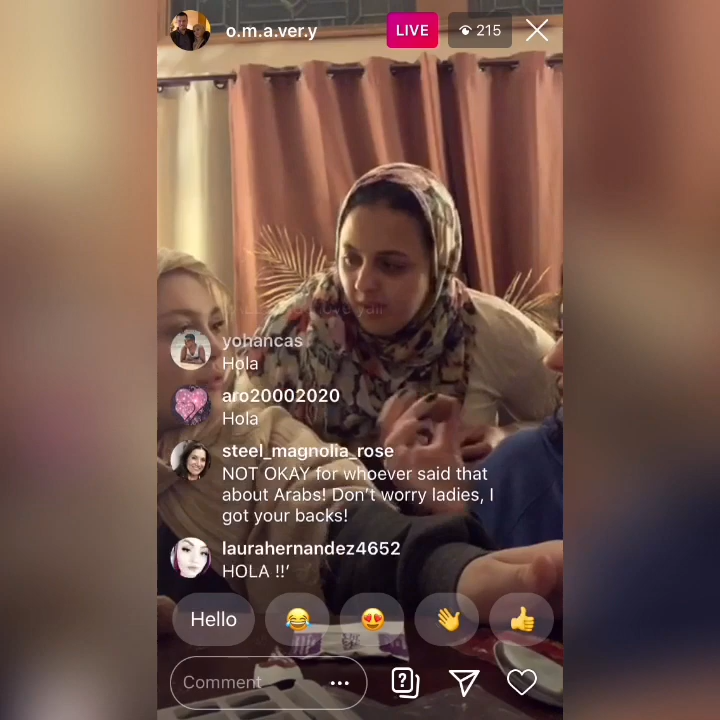 o.m.a.ver.y
LIVE
215
yall
yohancas
Hola
aro20002020
Hola
steel_magnolia_rose
NOT OKAY for whoever said that
about Arabs! Don't worry ladies, I
got your backs!
laurahernandez4652
HOLA !!’
Hello
Comment